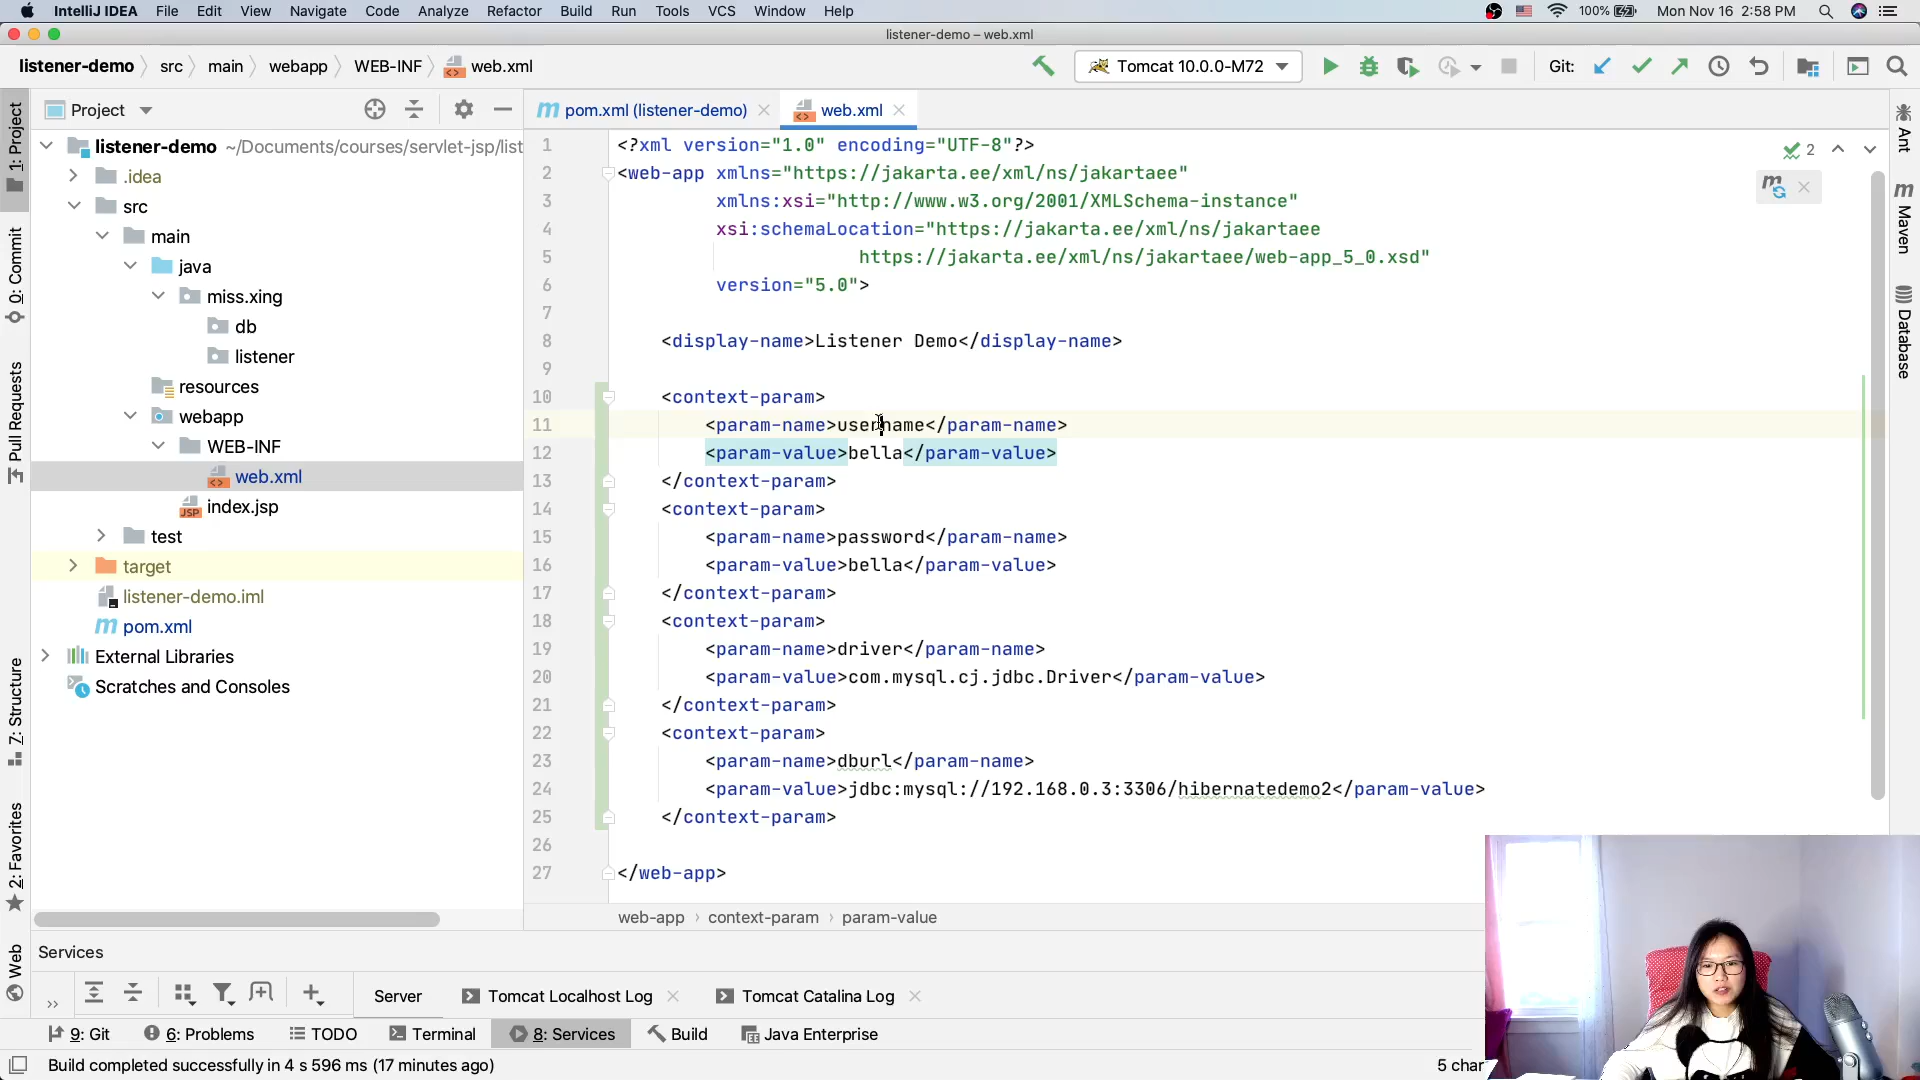 IntelliJ IDEA File Edit View Navigate Code Analyze Refactor Build Run Tools VCS Window Help 100% Mon Nov 16 2:58 PM
listener-demo – web.xml
listener-demo src main webapp WEB-INF web.xml Tomcat 10.0.0-M72 Git:
Project
pom.xml (listener-demo) web.xml
listener-demo ~/Documents/courses/servlet-jsp/list
.idea
src
main
java
miss.xing
db
listener
resources
webapp
WEB-INF
web.xml
index.jsp
test
target
listener-demo.iml
pom.xml
External Libraries
Scratches and Consoles
1: Project
0: Commit
Pull Requests
7: Structure
2: Favorites
Web
1 <?xml version="1.0" encoding="UTF-8"?>
2 <web-app xmlns="https://jakarta.ee/xml/ns/jakartaee"
3 xmlns:xsi="http://www.w3.org/2001/XMLSchema-instance"
4 xsi:schemaLocation="https://jakarta.ee/xml/ns/jakartaee
5 https://jakarta.ee/xml/ns/jakartaee/web-app_5_0.xsd"
6 version="5.0">
7
8 <display-name>Listener Demo</display-name>
9
10 <context-param>
11 <param-name>username</param-name>
12 <param-value>bella</param-value>
13 </context-param>
14 <context-param>
15 <param-name>password</param-name>
16 <param-value>bella</param-value>
17 </context-param>
18 <context-param>
19 <param-name>driver</param-name>
20 <param-value>com.mysql.cj.jdbc.Driver</param-value>
21 </context-param>
22 <context-param>
23 <param-name>dburl</param-name>
24 <param-value>jdbc:mysql://192.168.0.3:3306/hibernatedemo2</param-value>
25 </context-param>
26
27 </web-app>
2
Ant
Maven
Database
web-app › context-param › param-value
Services
Server Tomcat Localhost Log Tomcat Catalina Log
9: Git 6: Problems TODO Terminal 8: Services Build Java Enterprise
Build completed successfully in 4 s 596 ms (17 minutes ago) 5 char